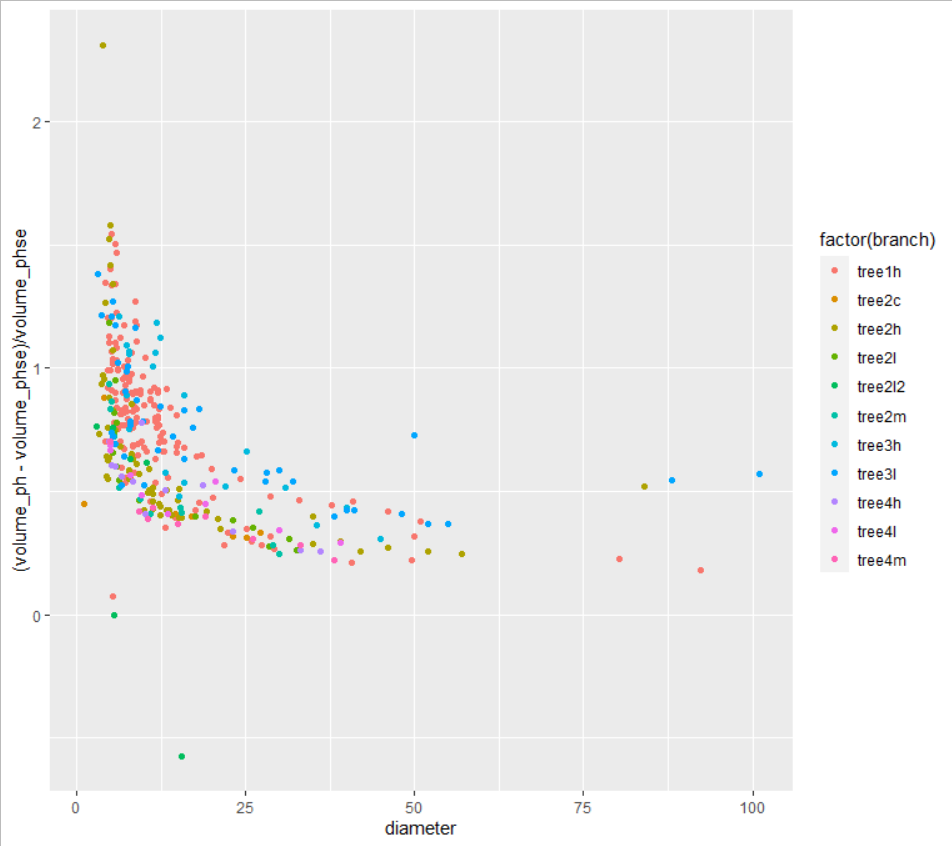 (volume_ph - volume_phse)/volume_phse
2
1
0
0
25
50
75
100
diameter
factor(branch)
tree1h
tree2c
tree2h
tree2l
tree2l2
tree2m
tree3h
tree3l
tree4h
tree4l
tree4m